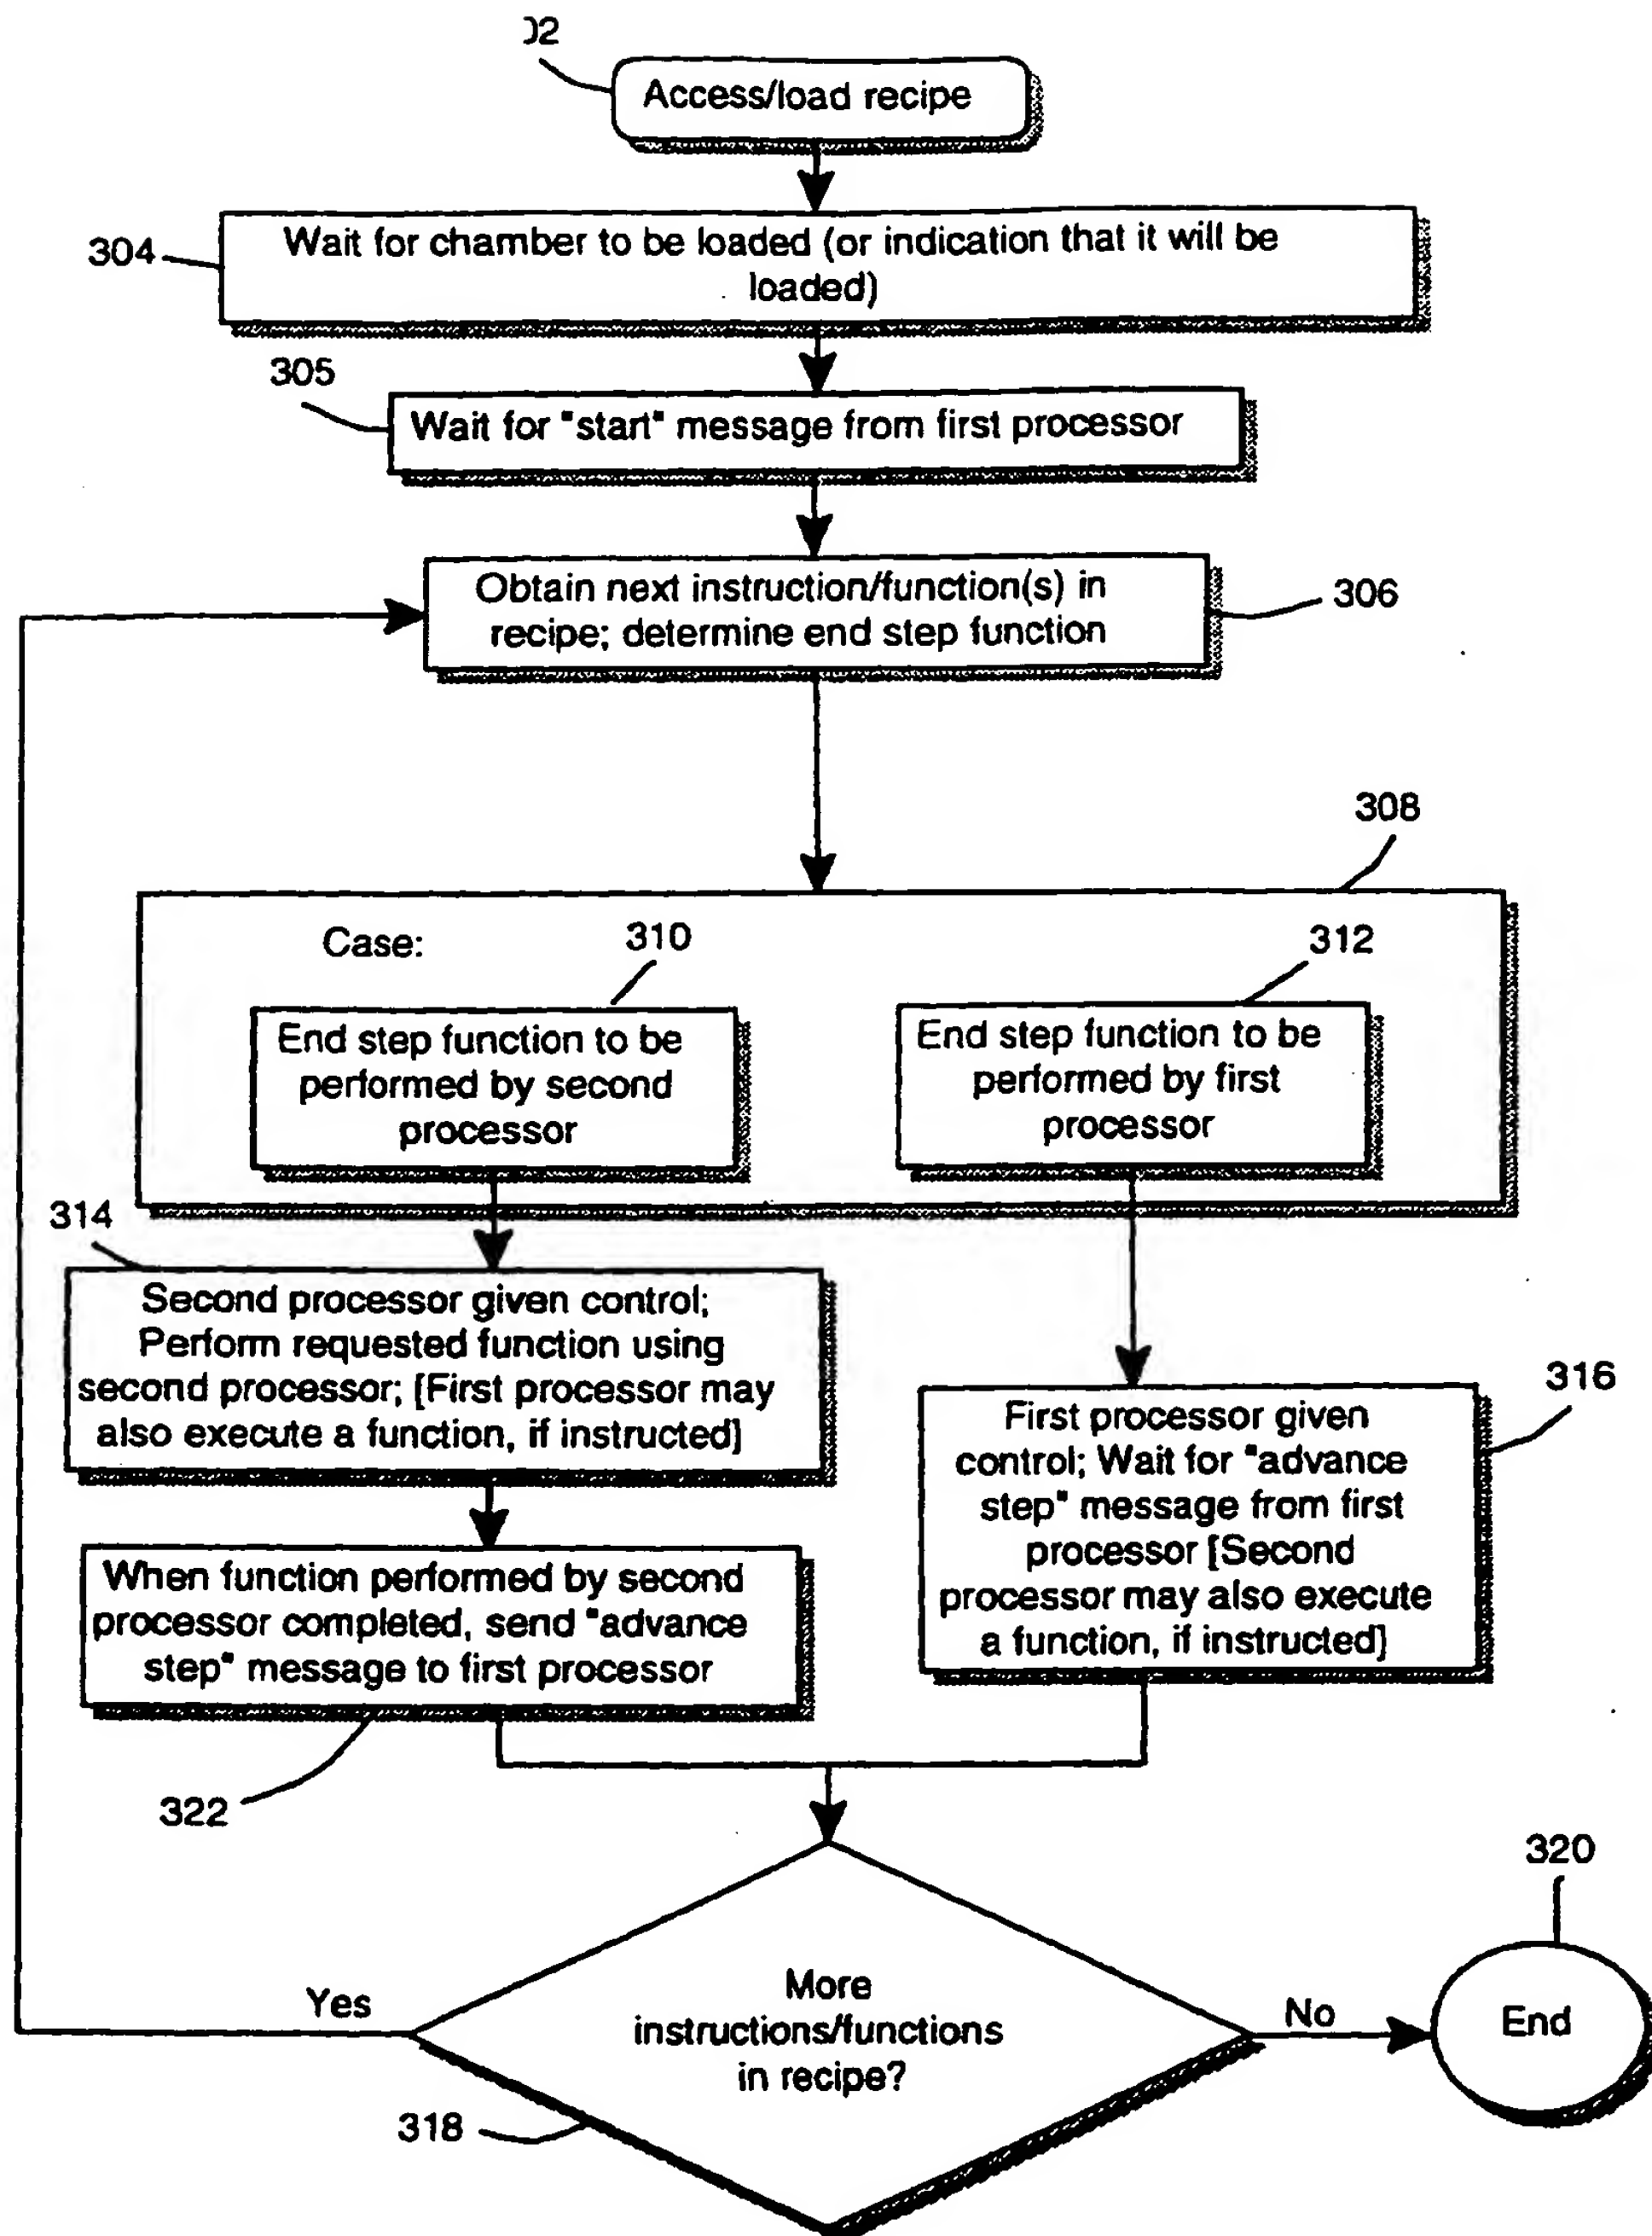 02
Access/load recipe
304
Wait for chamber to be loaded (or indication that it will be
loaded)
305
Wait for "start" message from first processor
Obtain next instruction/function(s) in
recipe; determine end step function
306
308
Case:
310
312
End step function to be
performed by second
processor
End step function to be
performed by first
processor
314
Second processor given control;
Perform requested function using
second processor; [First processor may
also execute a function, if instructed]
316
First processor given
control; Wait for "advance
step" message from first
processor [Second
processor may also execute
a function, if instructed]
When function performed by second
processor completed, send "advance
step" message to first processor
322
320
More
instructions/functions
in recipe?
Yes
No
End
318